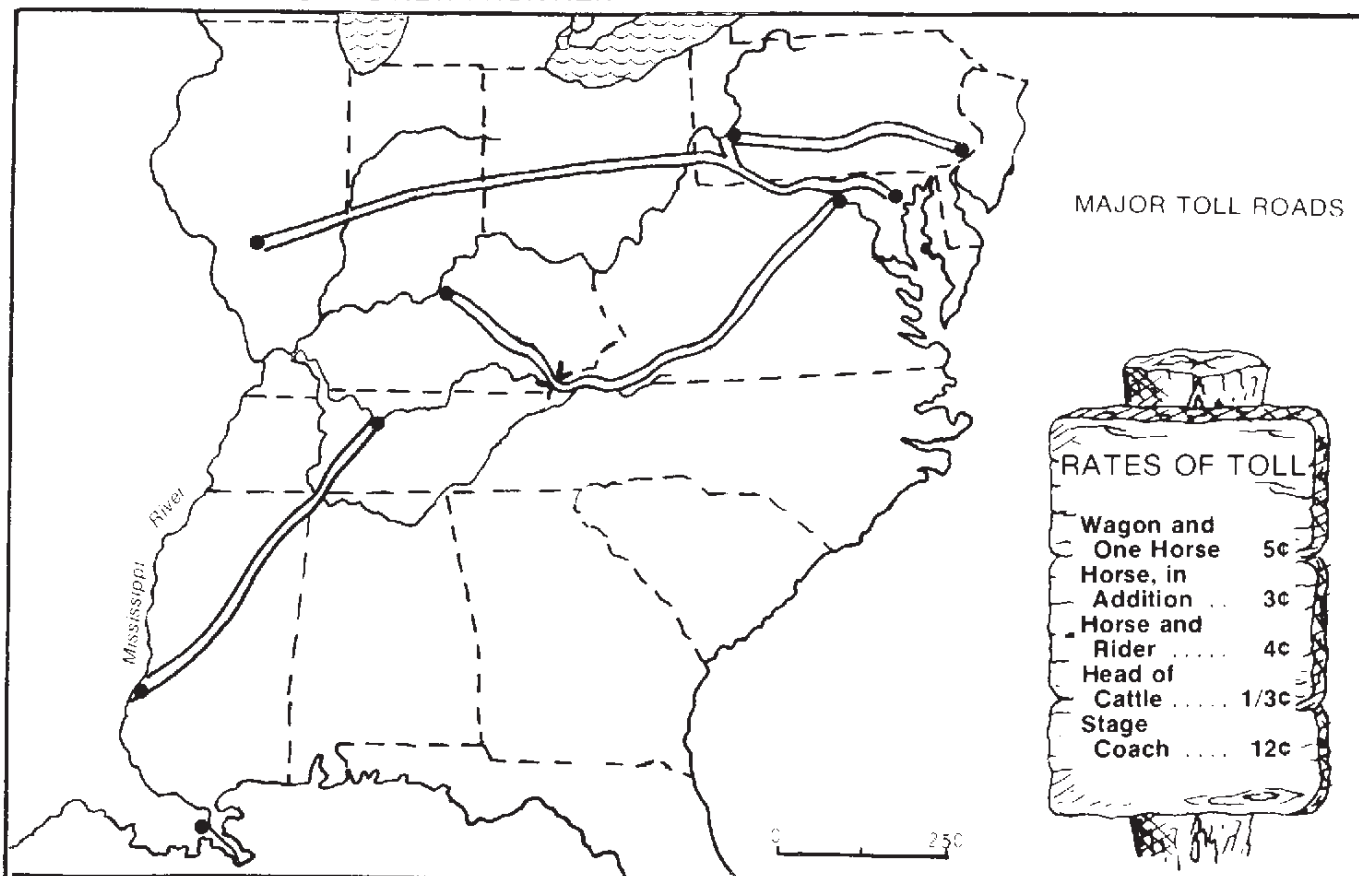 MAJOR TOLL ROADS
River
Mississippi
RATES OF TOLL
Wagon and
One Horse 5¢
Horse, in
Addition .. 3¢
Horse and
Rider ..... 4¢
Head of
Cattle ..... 1/3¢
Stage
Coach .... 12¢
0 250